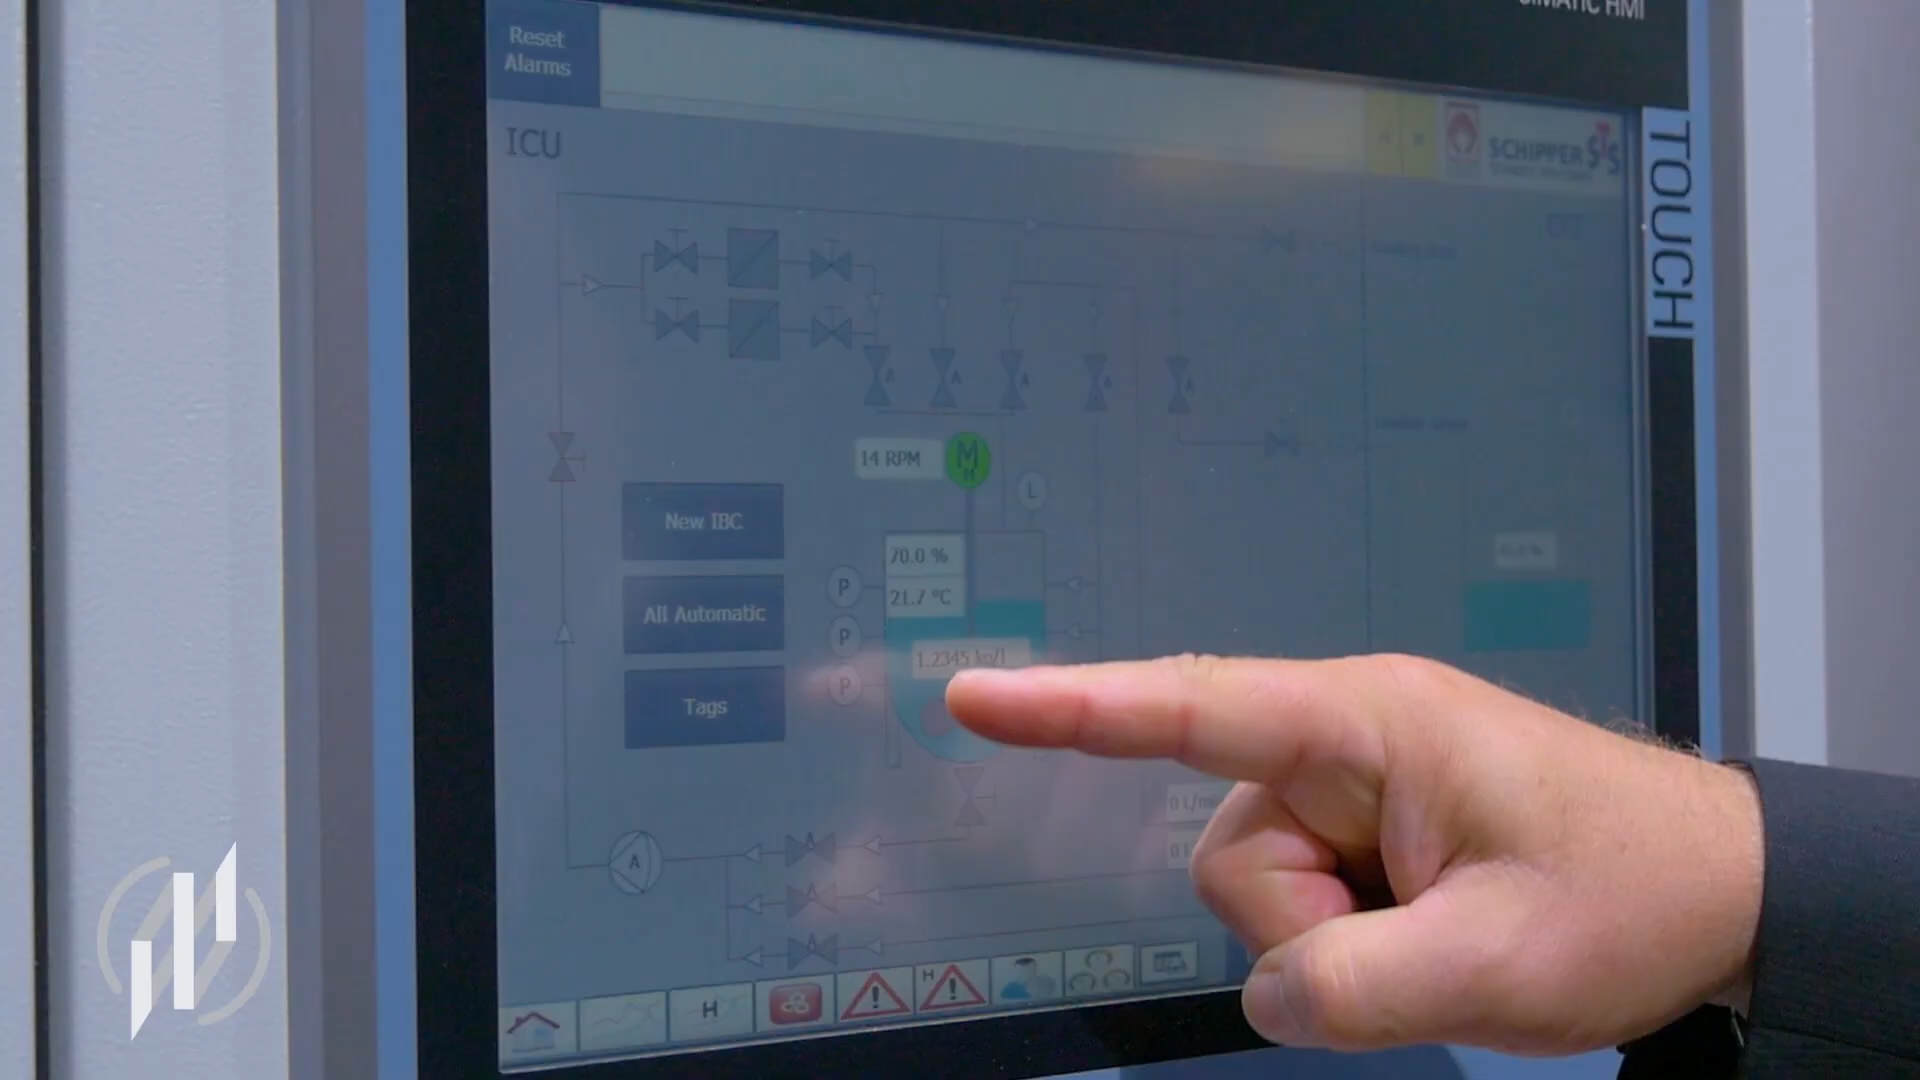 SIMATIC HMI
TOUCH
Reset
Alarms
ICU
SCHIPPER
STS
A
A
A
A
A
14 RPM
M
H
L
New IBC
70.0 %
P
21.7 °C
All Automatic
P
1.2345 kg/l
P
Tags
A
A
A
A
H
H